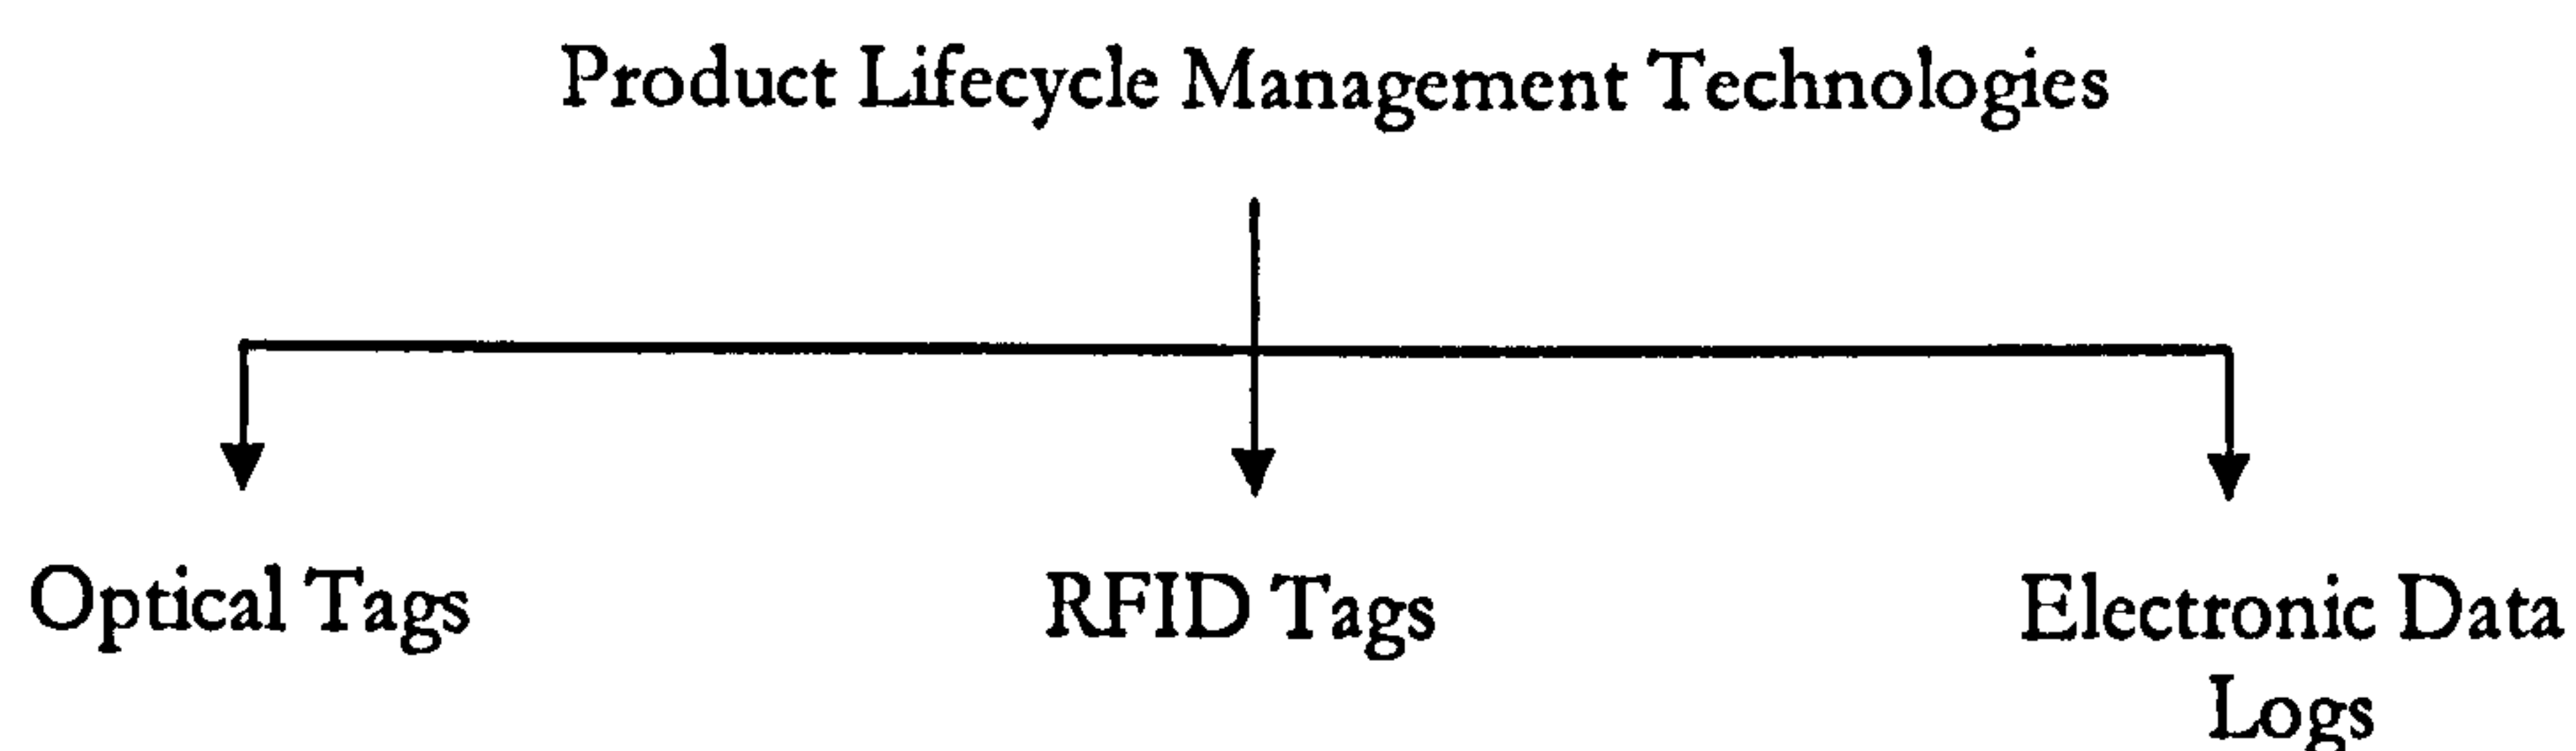 Product Lifecycle Management Technologies
Optical Tags
RFID Tags
Electronic Data
Logs